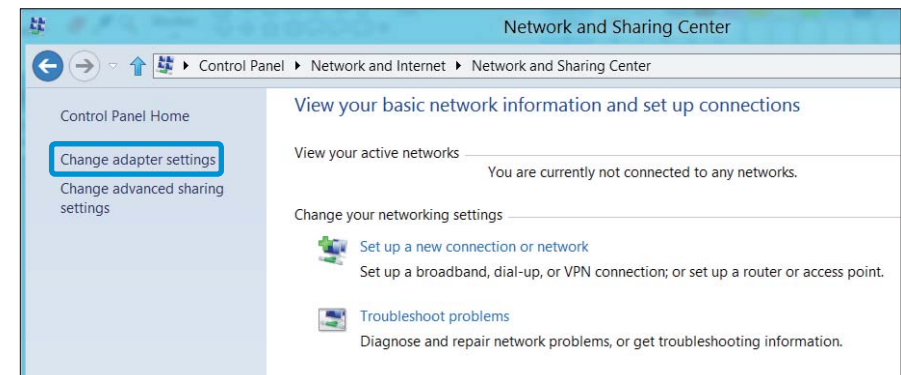 Network and Sharing Center
Control Panel ▸ Network and Internet ▸ Network and Sharing Center
Control Panel Home
Change adapter settings
Change advanced sharing
settings
View your basic network information and set up connections
View your active networks
You are currently not connected to any networks.
Change your networking settings
Set up a new connection or network
Set up a broadband, dial-up, or VPN connection; or set up a router or access point.
Troubleshoot problems
Diagnose and repair network problems, or get troubleshooting information.